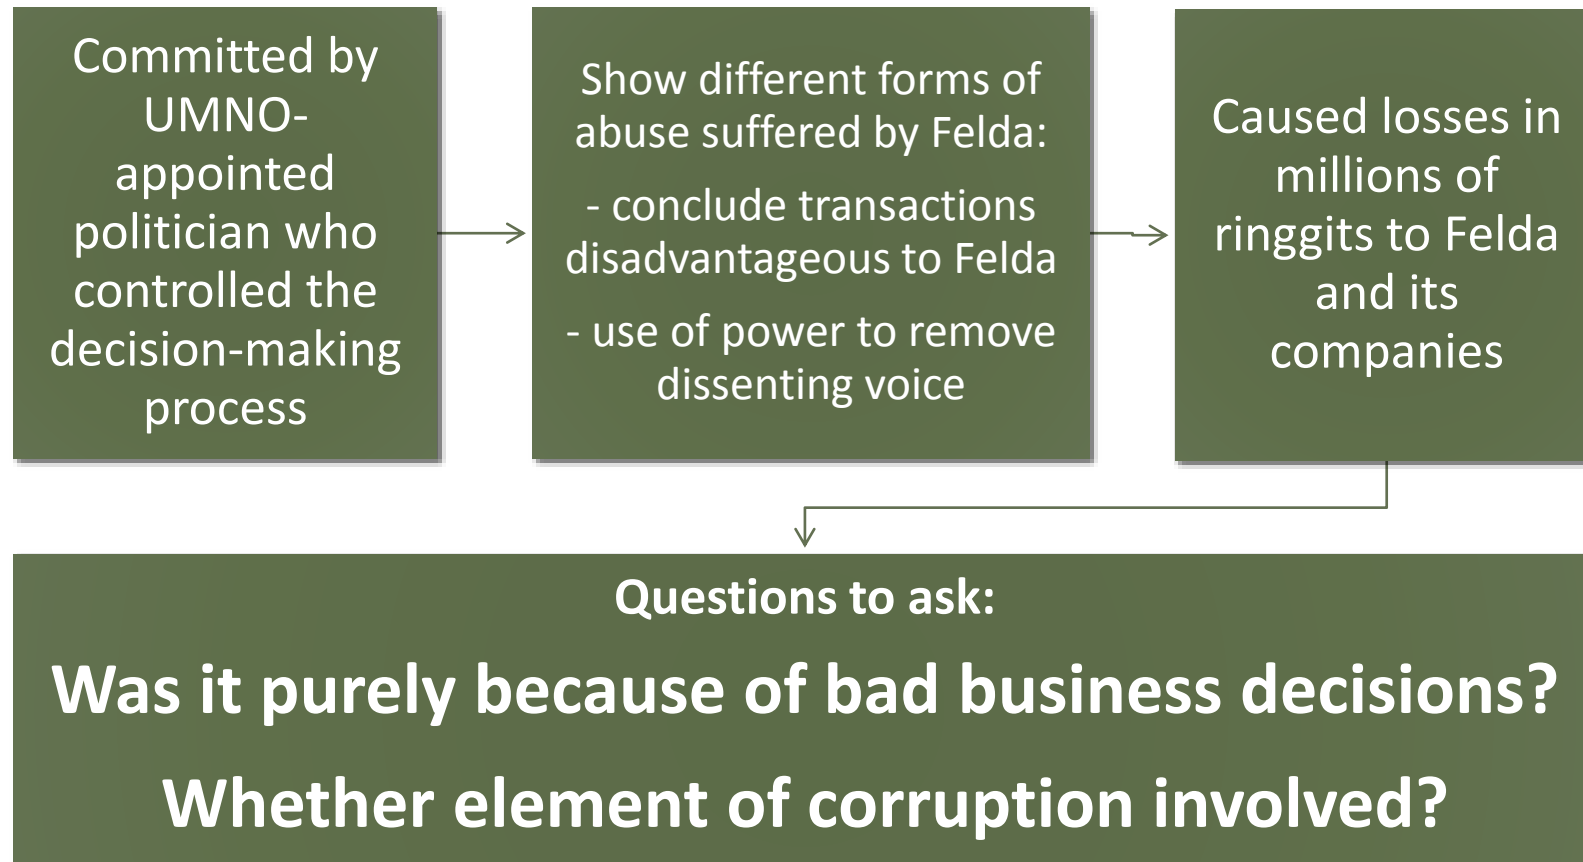 Committed by
UMNO-
appointed
politician who
controlled the
decision-making
process
Show different forms of
abuse suffered by Felda:
- conclude transactions
disadvantageous to Felda
- use of power to remove
dissenting voice
Caused losses in
millions of
ringgits to Felda
and its
companies
Questions to ask:
Was it purely because of bad business decisions?
Whether element of corruption involved?